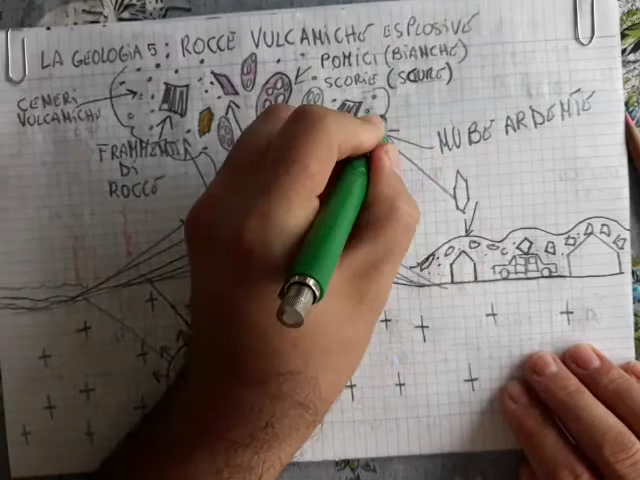 LA GEOLOGIA 5: ROCCE VULCANICHE ESPLOSIVE
POMICI (BIANCHE)
SCORIE (SCURE)
CENERI
VULCANICHE
FRAMMENTI
DI
ROCCE
NUBE ARDENTE